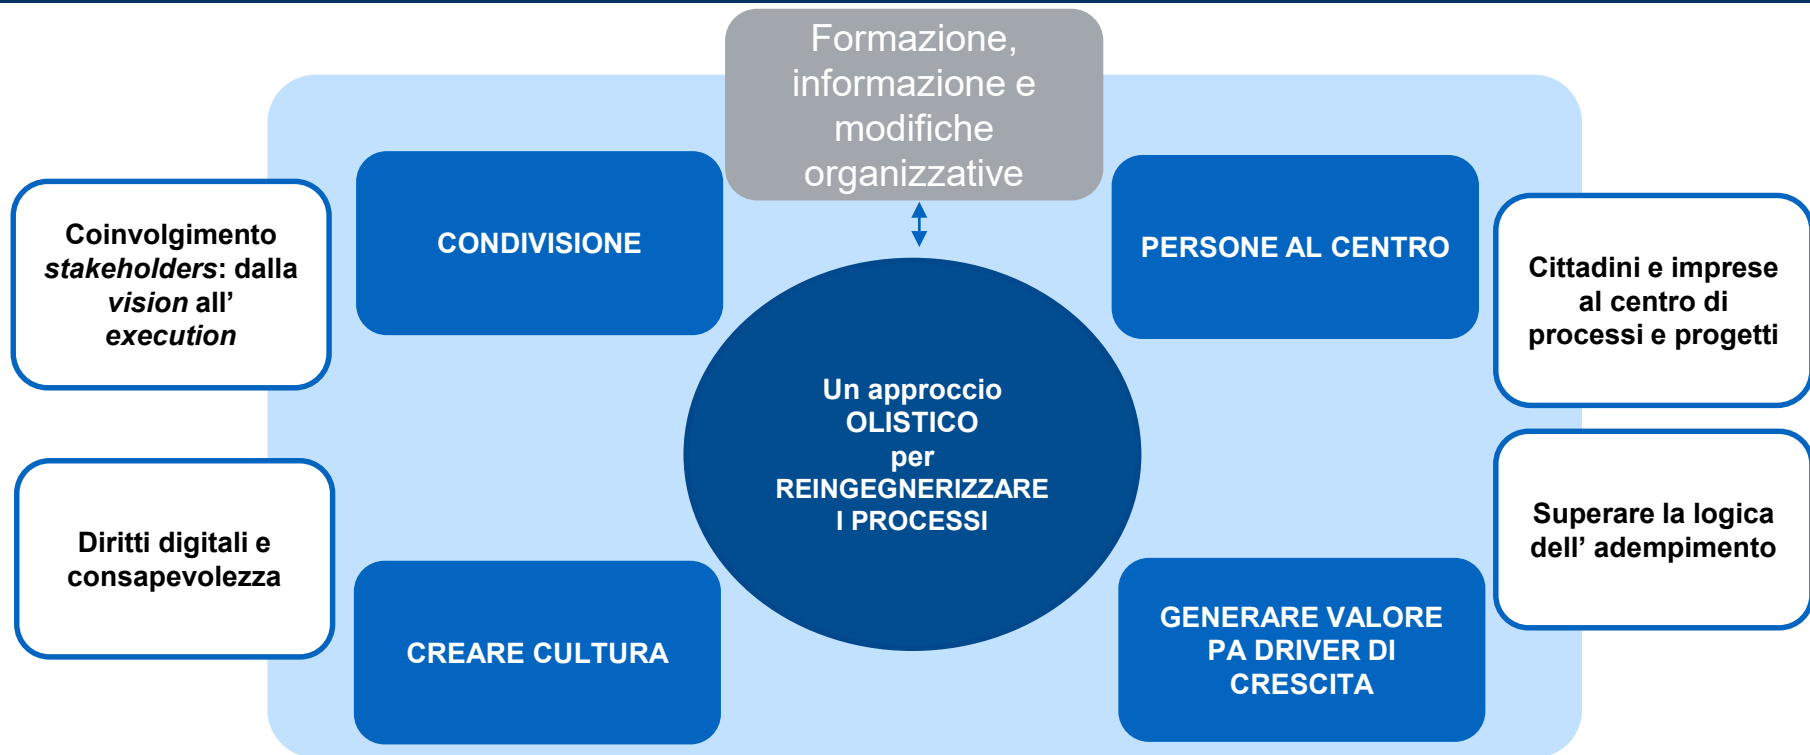 Formazione,
informazione e
modifiche
organizzative
CONDIVISIONE
PERSONE AL CENTRO
Coinvolgimento
stakeholders: dalla
vision all’
execution
Cittadini e imprese
al centro di
processi e progetti
Un approccio
OLISTICO
per
REINGEGNERIZZARE
I PROCESSI
Diritti digitali e
consapevolezza
Superare la logica
dell’ adempimento
CREARE CULTURA
GENERARE VALORE
PA DRIVER DI
CRESCITA